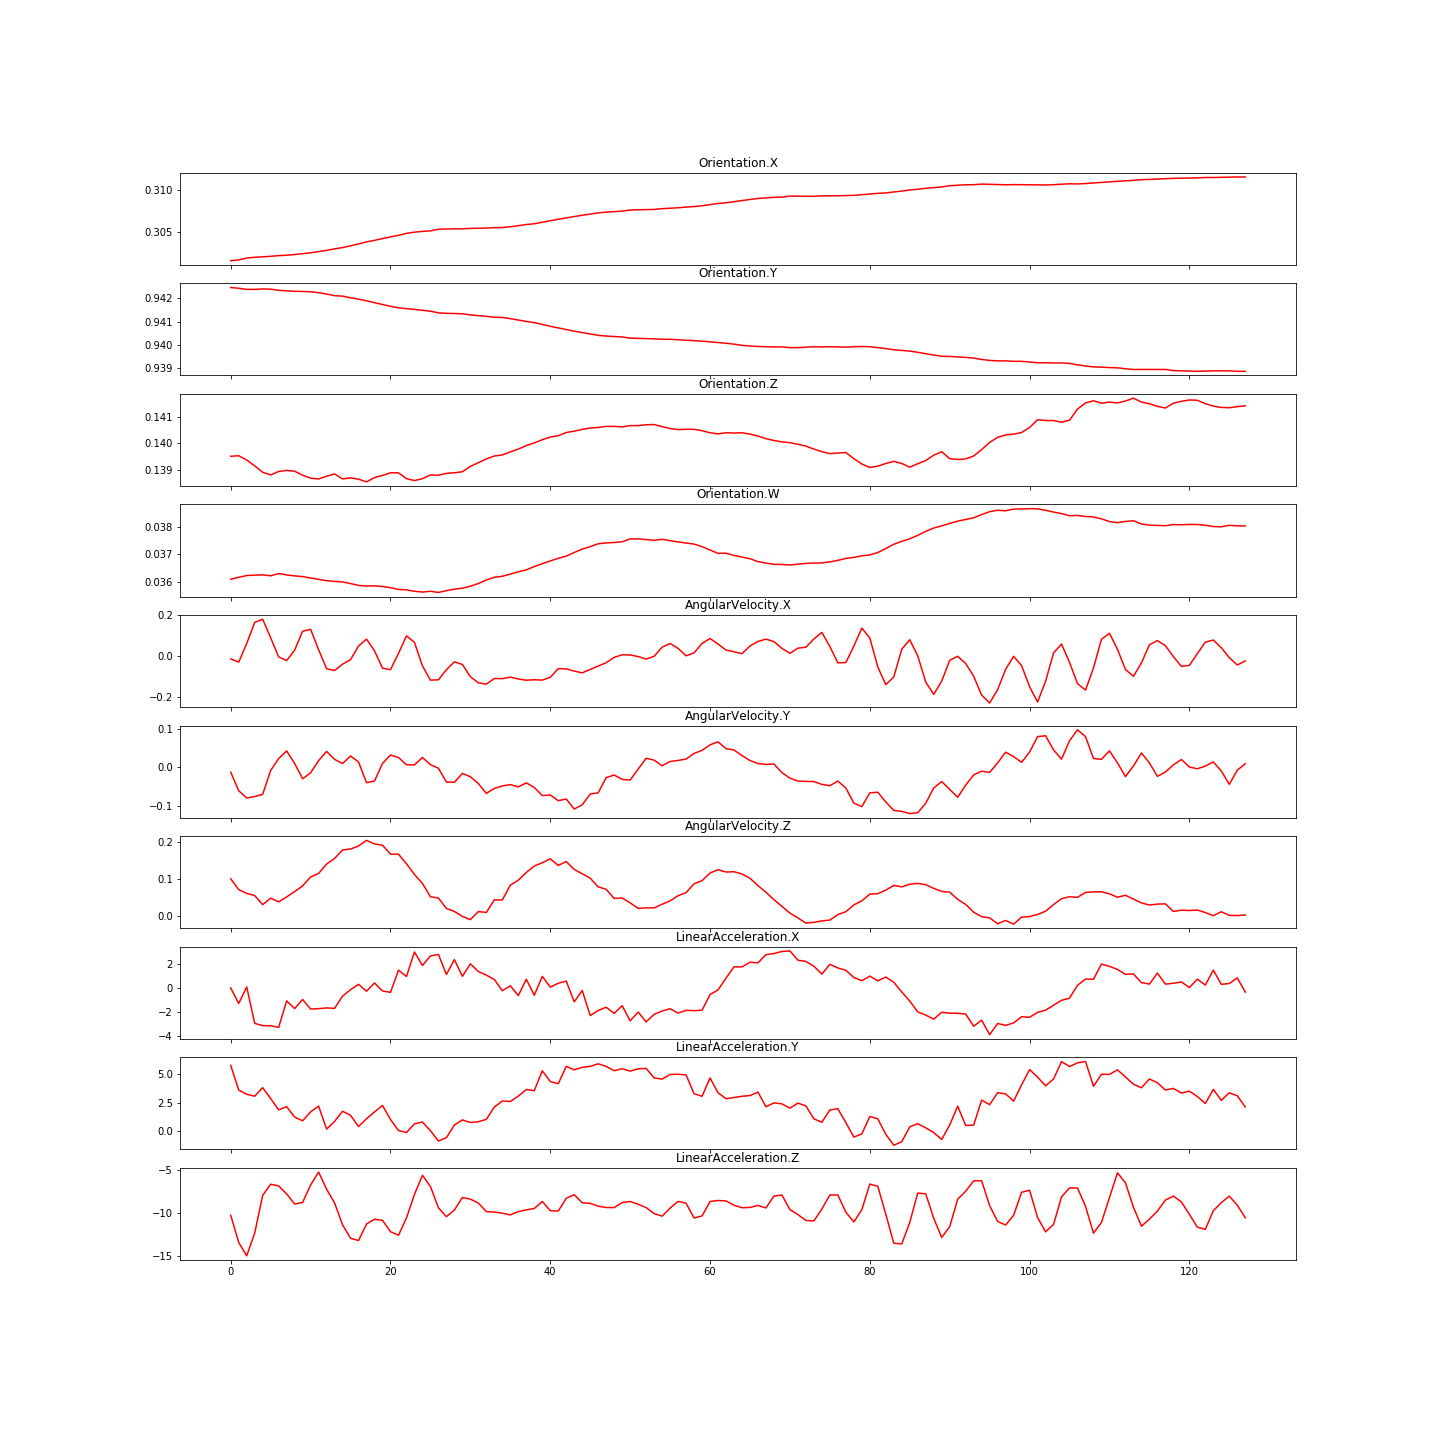 Orientation.X
0.310
0.305
Orientation.Y
0.942
0.941
0.940
0.939
Orientation.Z
0.141
0.140
0.139
Orientation.W
0.038
0.037
0.036
AngularVelocity.X
0.2
0.0
−0.2
AngularVelocity.Y
0.1
0.0
−0.1
AngularVelocity.Z
0.2
0.1
0.0
LinearAcceleration.X
2
0
−2
−4
LinearAcceleration.Y
5.0
2.5
0.0
LinearAcceleration.Z
−5
−10
−15
0 20 40 60 80 100 120